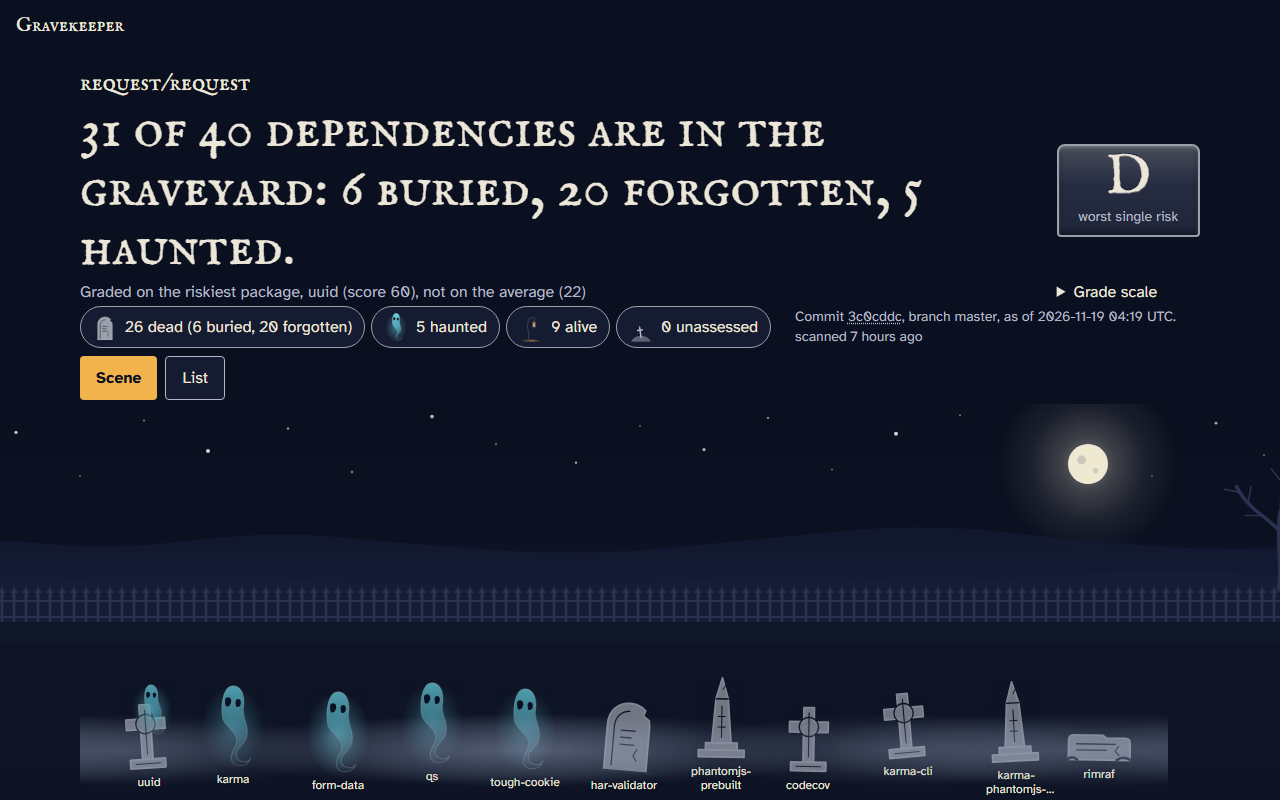 Gravekeeper
request/request
31 of 40 dependencies are in the
graveyard: 6 buried, 20 forgotten, 5
haunted.
D
worst single risk
Graded on the riskiest package, uuid (score 60), not on the average (22)
▶ Grade scale
26 dead (6 buried, 20 forgotten)
5 haunted
9 alive
0 unassessed
Commit 3c0cddc, branch master, as of 2026-11-19 04:19 UTC.
scanned 7 hours ago
Scene
List
uuid
karma
form-data
qs
tough-cookie
har-validator
phantomjs-
prebuilt
codecov
karma-cli
karma-
phantomjs-...
rimraf